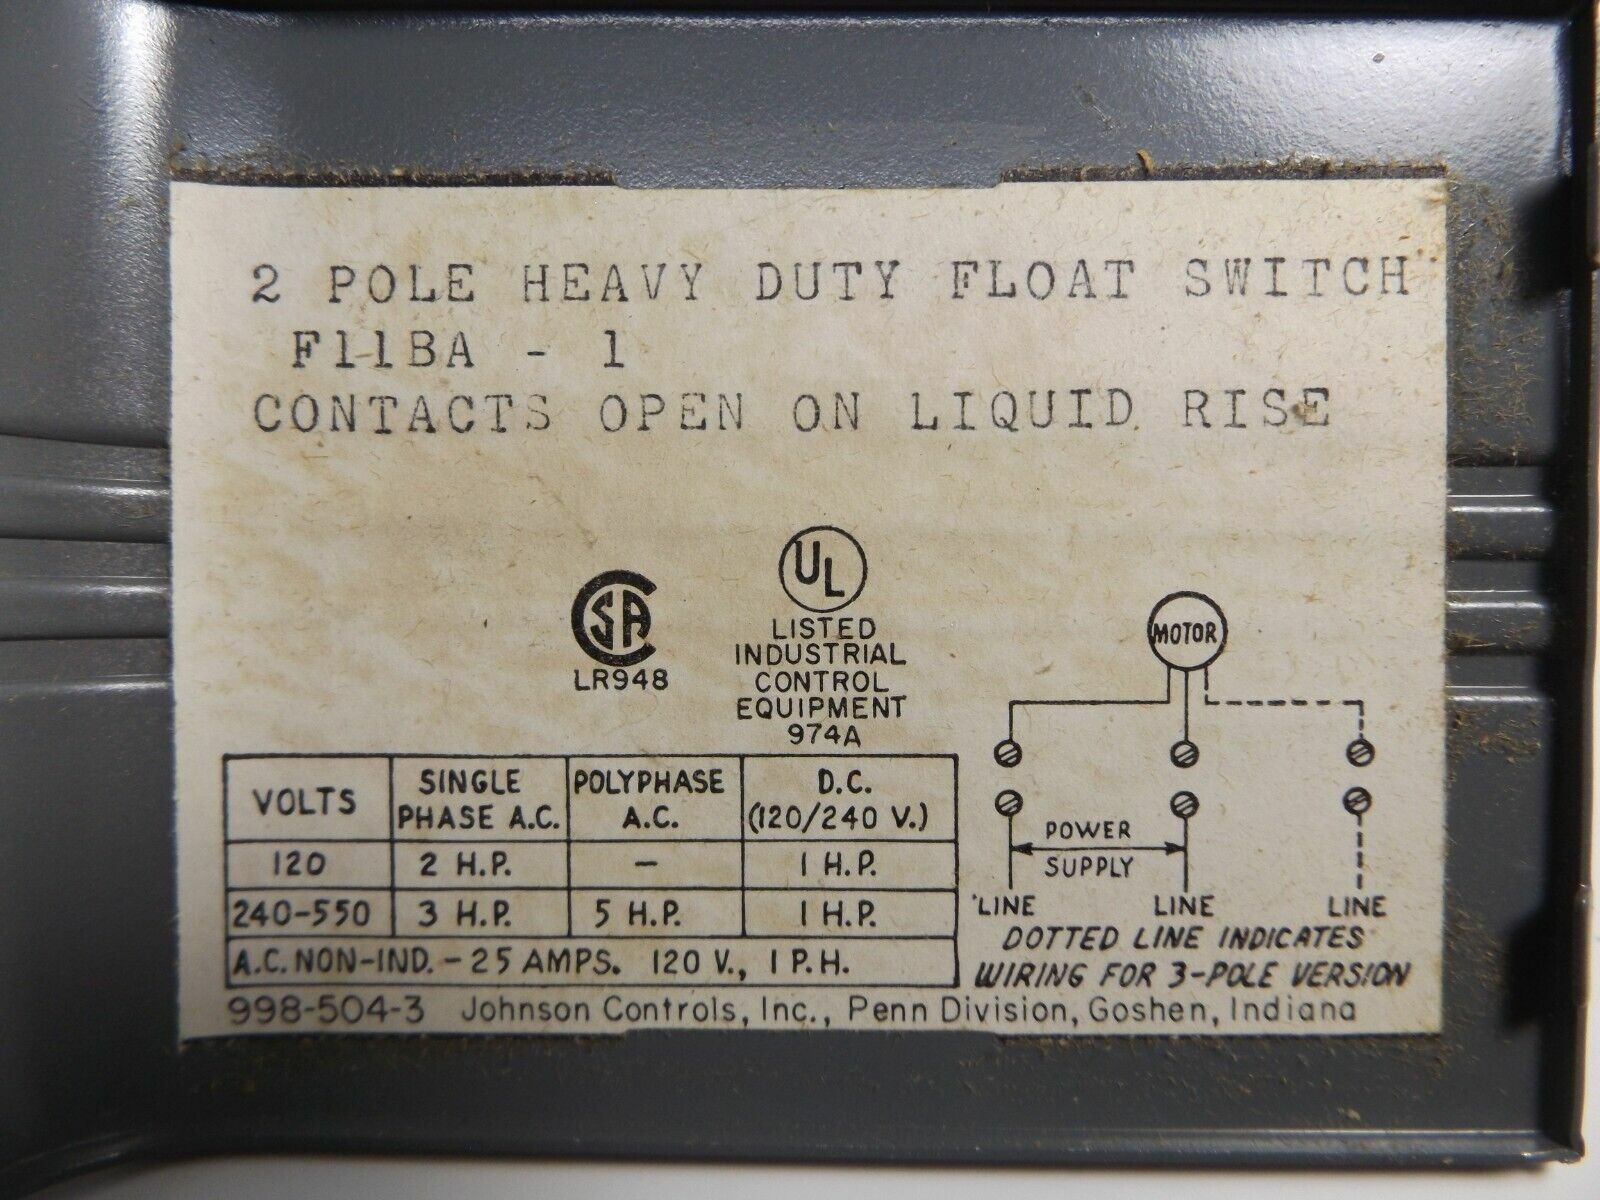 2 POLE HEAVY DUTY FLOAT SWITCH
F11BA - 1
CONTACTS OPEN ON LIQUID RISE
CSA
LR948
UL
LISTED
INDUSTRIAL
CONTROL
EQUIPMENT
974A
MOTOR
POWER
SUPPLY
LINE LINE LINE
DOTTED LINE INDICATES
WIRING FOR 3-POLE VERSION
VOLTS SINGLE PHASE A.C. POLYPHASE A.C. D.C. (120/240 V.)
120 2 H.P. — 1 H.P.
240-550 3 H.P. 5 H.P. 1 H.P.
A.C. NON-IND. - 25 AMPS. 120 V., 1 P.H.
998-504-3 Johnson Controls, Inc., Penn Division, Goshen, Indiana